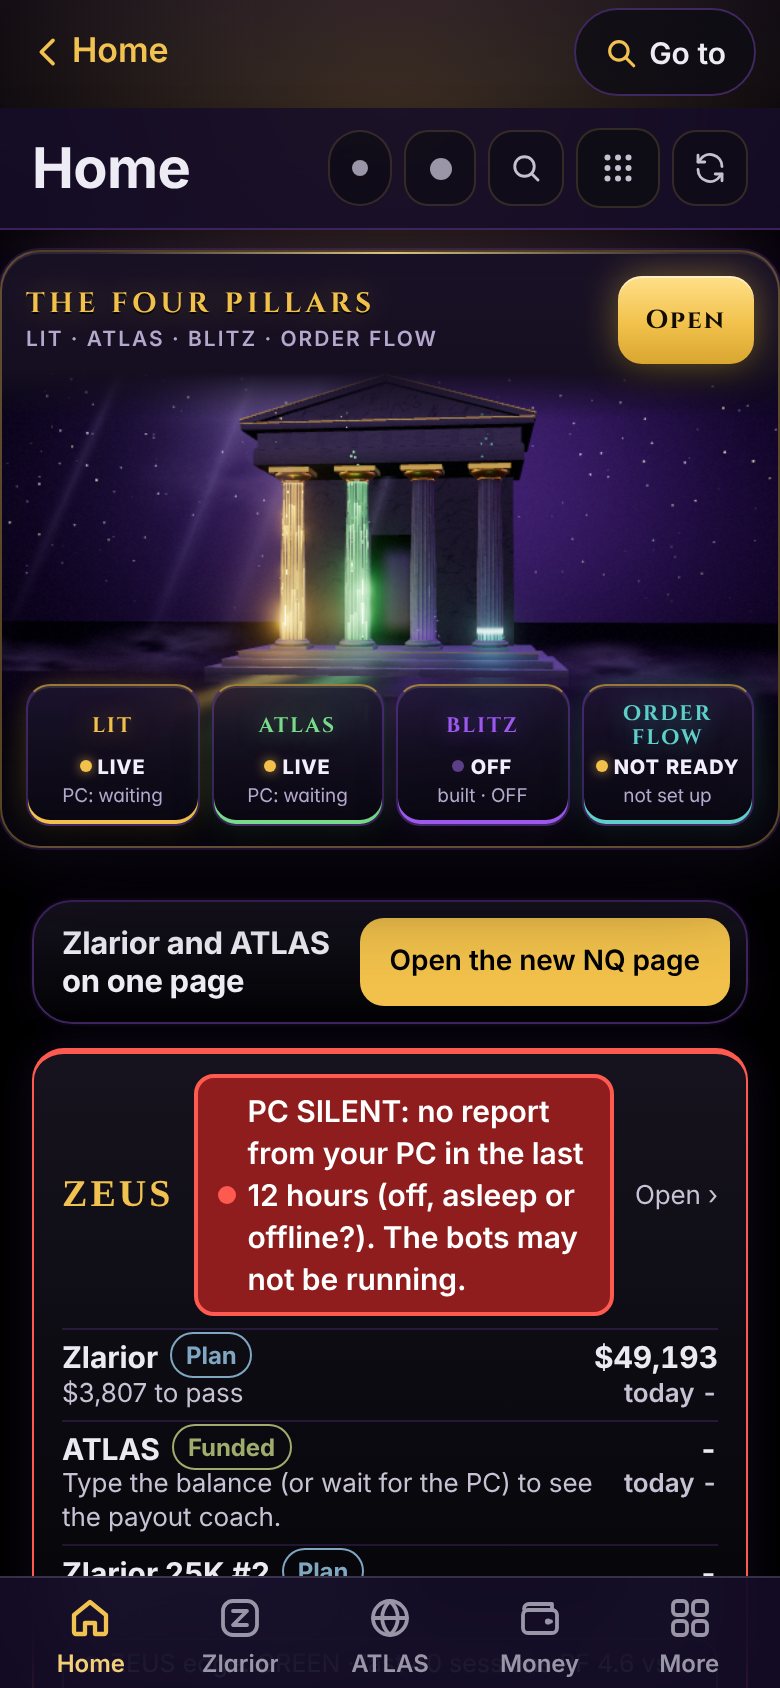 Home
Go to
Home
THE FOUR PILLARS
LIT · ATLAS · BLITZ · ORDER FLOW
OPEN
LIT
LIVE
PC: waiting
ATLAS
LIVE
PC: waiting
BLITZ
OFF
built · OFF
ORDER
FLOW
NOT READY
not set up
Zlarior and ATLAS
on one page
Open the new NQ page
ZEUS
PC SILENT: no report
from your PC in the last
12 hours (off, asleep or
offline?). The bots may
not be running.
Open ›
Zlarior Plan $49,193
$3,807 to pass today -
ATLAS Funded -
Type the balance (or wait for the PC) to see today -
the payout coach.
Zlarior 25K #2 Plan -
Home
Zlarior
ATLAS
Money
More